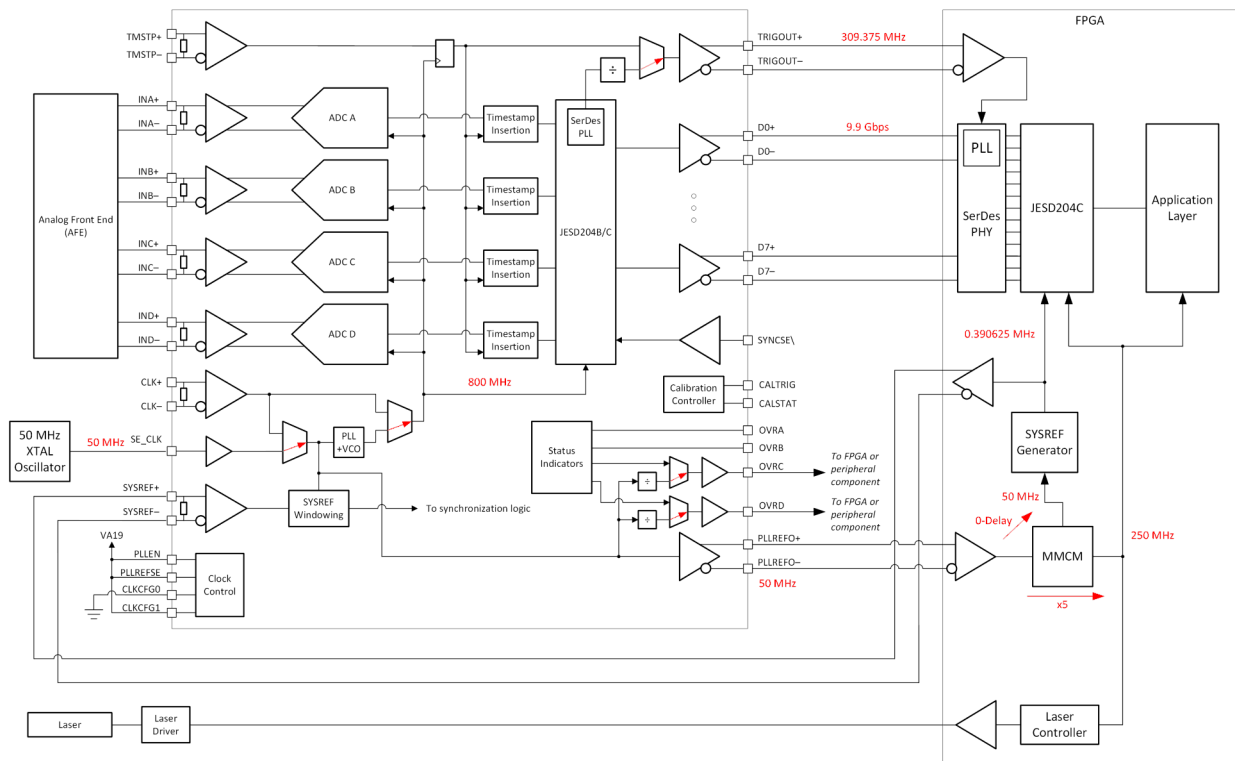 FPGA
TMSTP+
TMSTP−
TRIGOUT+
309.375 MHz
TRIGOUT−
÷
Analog Front End
(AFE)
INA+
INA−
ADC A
Timestamp
Insertion
SerDes
PLL
D0+
9.9 Gbps
D0−
PLL
SerDes
PHY
JESD204C
Application
Layer
INB+
INB−
ADC B
Timestamp
Insertion
JESD204B/C
INC+
INC−
ADC C
Timestamp
Insertion
D7+
D7−
IND+
IND−
ADC D
Timestamp
Insertion
SYNCSE\
0.390625 MHz
CLK+
CLK−
800 MHz
Calibration
Controller
CALTRIG
CALSTAT
50 MHz
XTAL
Oscillator
50 MHz
SE_CLK
PLL
+VCO
Status
Indicators
OVRA
OVRB
OVRC
To FPGA or
peripheral
component
÷
SYSREF
Generator
SYSREF+
SYSREF−
SYSREF
Windowing
To synchronization logic
÷
OVRD
To FPGA or
peripheral
component
50 MHz
0-Delay
250 MHz
VA19
PLLEN
PLLREFSE
CLKCFG0
CLKCFG1
Clock
Control
PLLREFO+
PLLREFO−
50 MHz
MMCM
x5
Laser
Laser
Driver
Laser
Controller